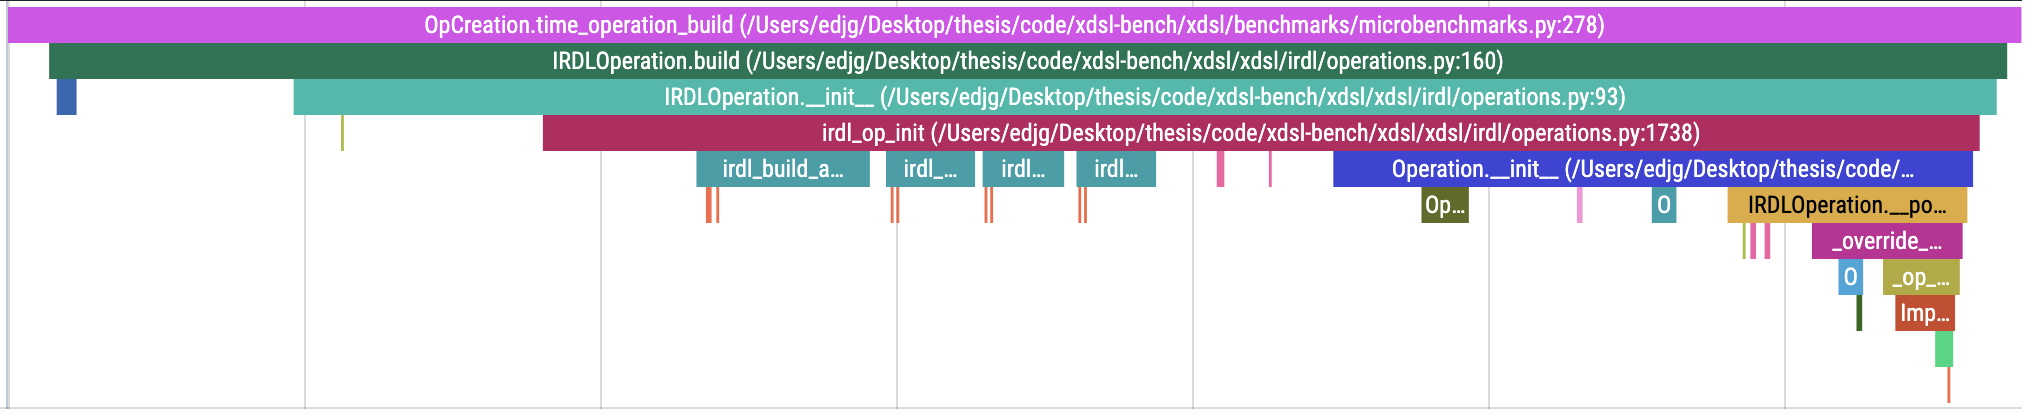 OpCreation.time_operation_build (/Users/edjg/Desktop/thesis/code/xdsl-bench/xdsl/benchmarks/microbenchmarks.py:278)
IRDLOperation.build (/Users/edjg/Desktop/thesis/code/xdsl-bench/xdsl/xdsl/irdl/operations.py:160)
IRDLOperation.__init__ (/Users/edjg/Desktop/thesis/code/xdsl-bench/xdsl/xdsl/irdl/operations.py:93)
irdl_op_init (/Users/edjg/Desktop/thesis/code/xdsl-bench/xdsl/xdsl/irdl/operations.py:1738)
irdl_build_a… irdl_… irdl… irdl… Operation.__init__ (/Users/edjg/Desktop/thesis/code/…
Op… O IRDLOperation.__po…
_override_…
O _op_…
Imp…